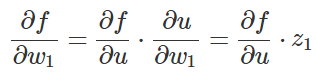 ∂f/∂w₁ = ∂f/∂u · ∂u/∂w₁ = ∂f/∂u · z₁